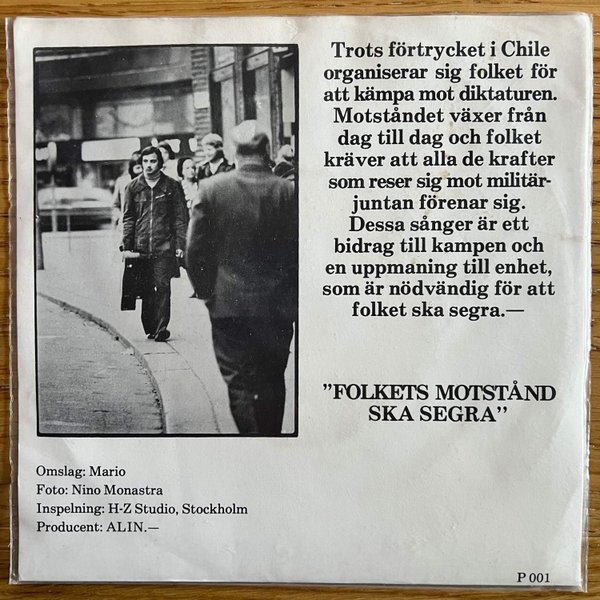 Trots förtrycket i Chile
organiserar sig folket för
att kämpa mot diktaturen.
Motståndet växer från
dag till dag och folket
kräver att alla de krafter
som reser sig mot militär-
juntan förenar sig.
Dessa sånger är ett
bidrag till kampen och
en uppmaning till enhet,
som är nödvändig för att
folket ska segra.—
”FOLKETS MOTSTÅND
SKA SEGRA”
Omslag: Mario
Foto: Nino Monastra
Inspelning: H-Z Studio, Stockholm
Producent: ALIN.—
P 001